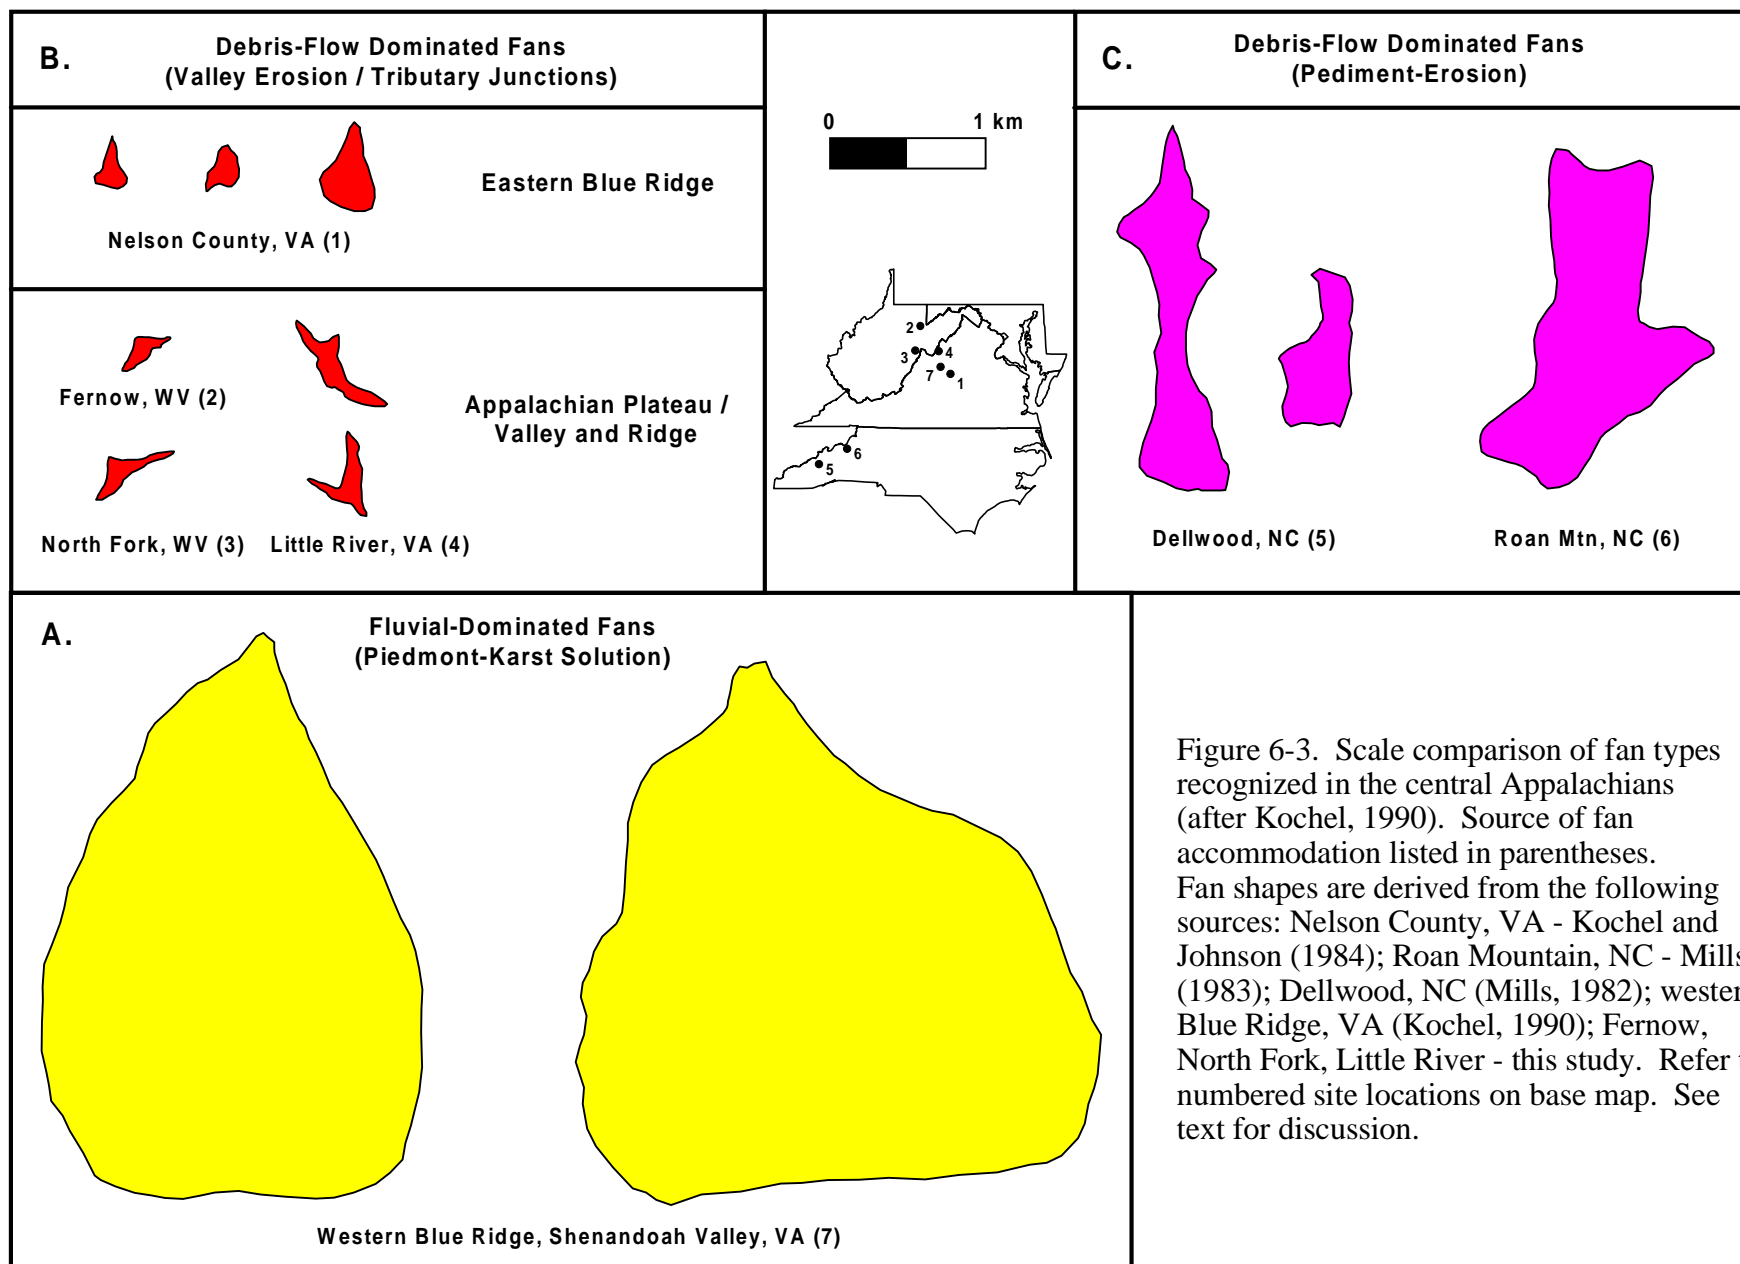 B.
Debris-Flow Dominated Fans
(Valley Erosion / Tributary Junctions)
Eastern Blue Ridge
Nelson County, VA (1)
Fernow, WV (2)
Appalachian Plateau /
Valley and Ridge
North Fork, WV (3)
Little River, VA (4)
0
1 km
2
3
4
7
1
6
5
C.
Debris-Flow Dominated Fans
(Pediment-Erosion)
Dellwood, NC (5)
Roan Mtn, NC (6)
A.
Fluvial-Dominated Fans
(Piedmont-Karst Solution)
Western Blue Ridge, Shenandoah Valley, VA (7)
Figure 6-3. Scale comparison of fan types
recognized in the central Appalachians
(after Kochel, 1990). Source of fan
accommodation listed in parentheses.
Fan shapes are derived from the following
sources: Nelson County, VA - Kochel and
Johnson (1984); Roan Mountain, NC - Mills
(1983); Dellwood, NC (Mills, 1982); wester
Blue Ridge, VA (Kochel, 1990); Fernow,
North Fork, Little River - this study. Refer
numbered site locations on base map. See
text for discussion.